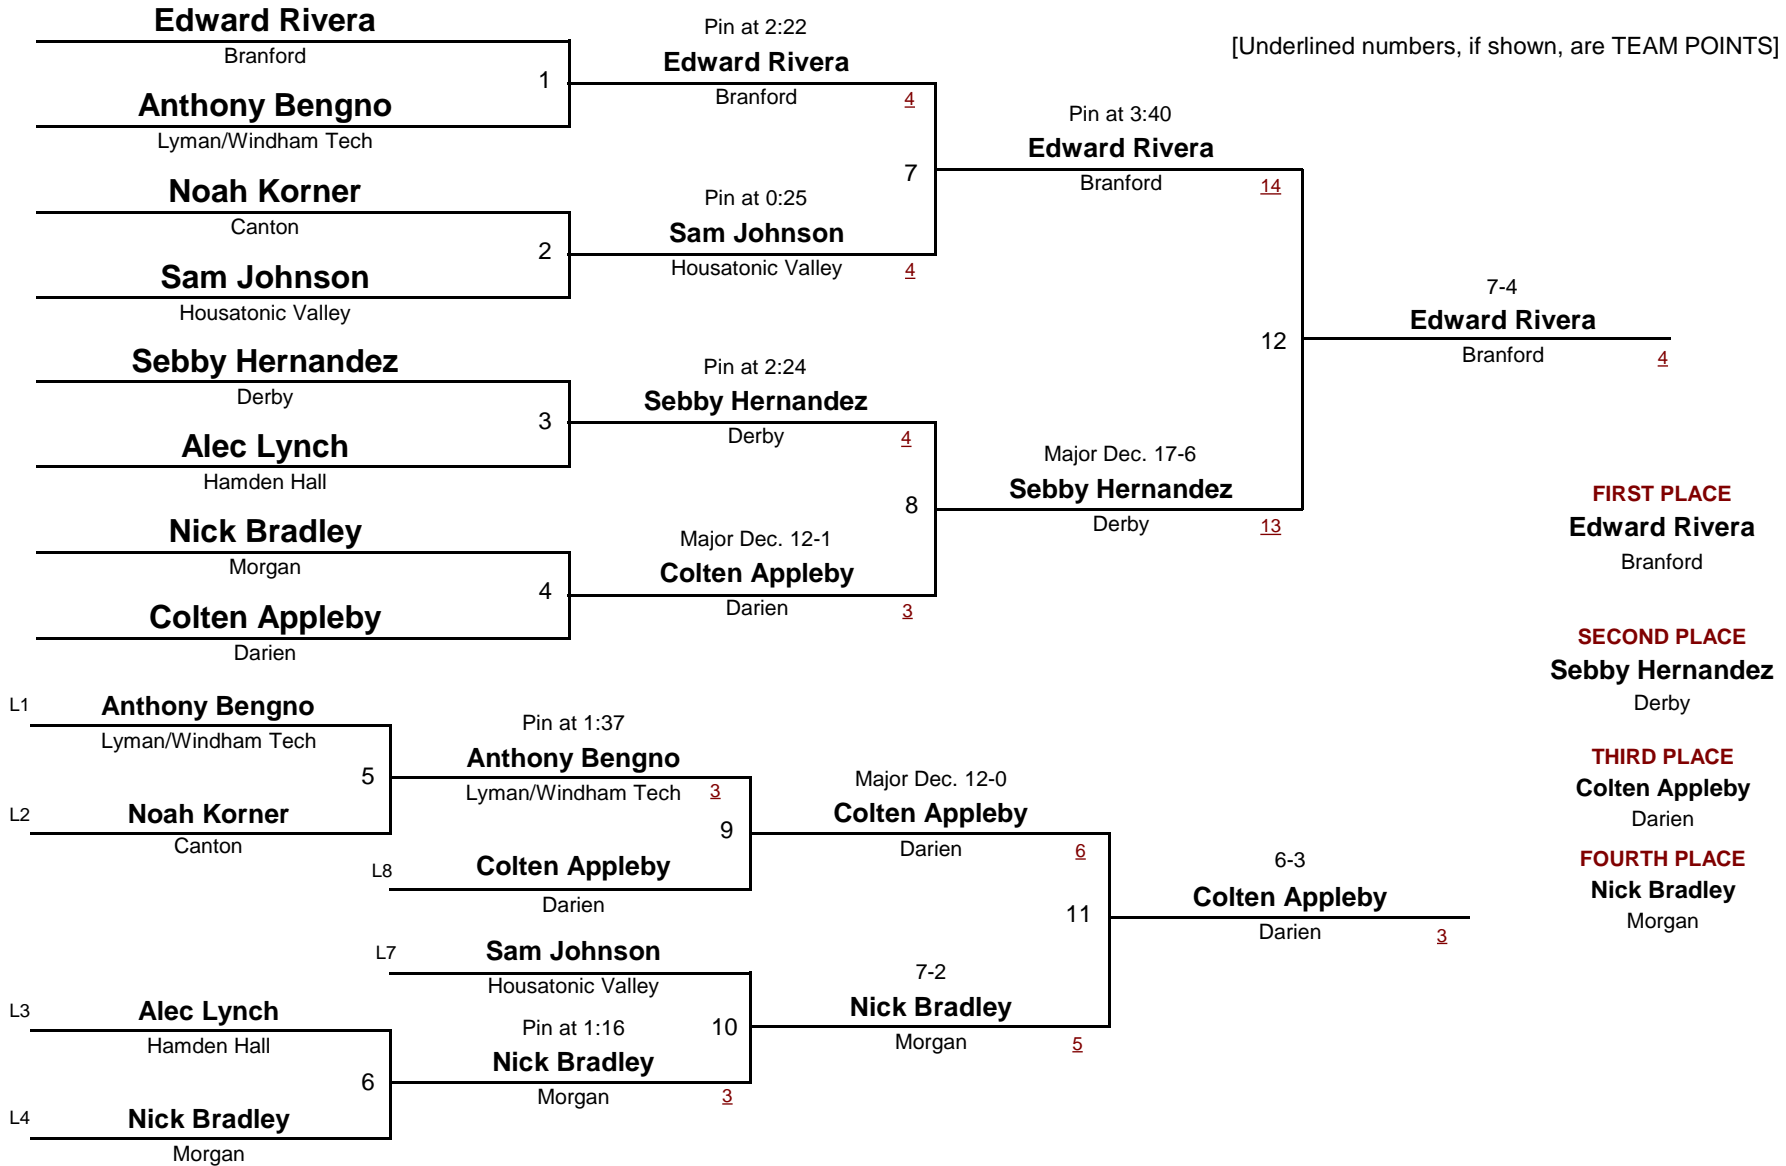 Edward Rivera
Branford
1
Anthony Bengno
Lyman/Windham Tech
Noah Korner
Canton
2
Sam Johnson
Housatonic Valley
Sebby Hernandez
Derby
3
Alec Lynch
Hamden Hall
Nick Bradley
Morgan
4
Colten Appleby
Darien
Pin at 2:22
Edward Rivera
Branford 4
7
Pin at 0:25
Sam Johnson
Housatonic Valley 4
Pin at 2:24
Sebby Hernandez
Derby 4
8
Major Dec. 12-1
Colten Appleby
Darien 3
Pin at 3:40
Edward Rivera
Branford 14
12
Major Dec. 17-6
Sebby Hernandez
Derby 13
[Underlined numbers, if shown, are TEAM POINTS]
7-4
Edward Rivera
Branford 4
FIRST PLACE
Edward Rivera
Branford
SECOND PLACE
Sebby Hernandez
Derby
THIRD PLACE
Colten Appleby
Darien
FOURTH PLACE
Nick Bradley
Morgan
L1 Anthony Bengno
Lyman/Windham Tech
5
L2 Noah Korner
Canton
Pin at 1:37
Anthony Bengno
Lyman/Windham Tech 3
9
L8 Colten Appleby
Darien
L7 Sam Johnson
Housatonic Valley
10
L3 Alec Lynch
Hamden Hall
6
L4 Nick Bradley
Morgan
Pin at 1:16
Nick Bradley
Morgan 3
Major Dec. 12-0
Colten Appleby
Darien 6
11
7-2
Nick Bradley
Morgan 5
6-3
Colten Appleby
Darien 3